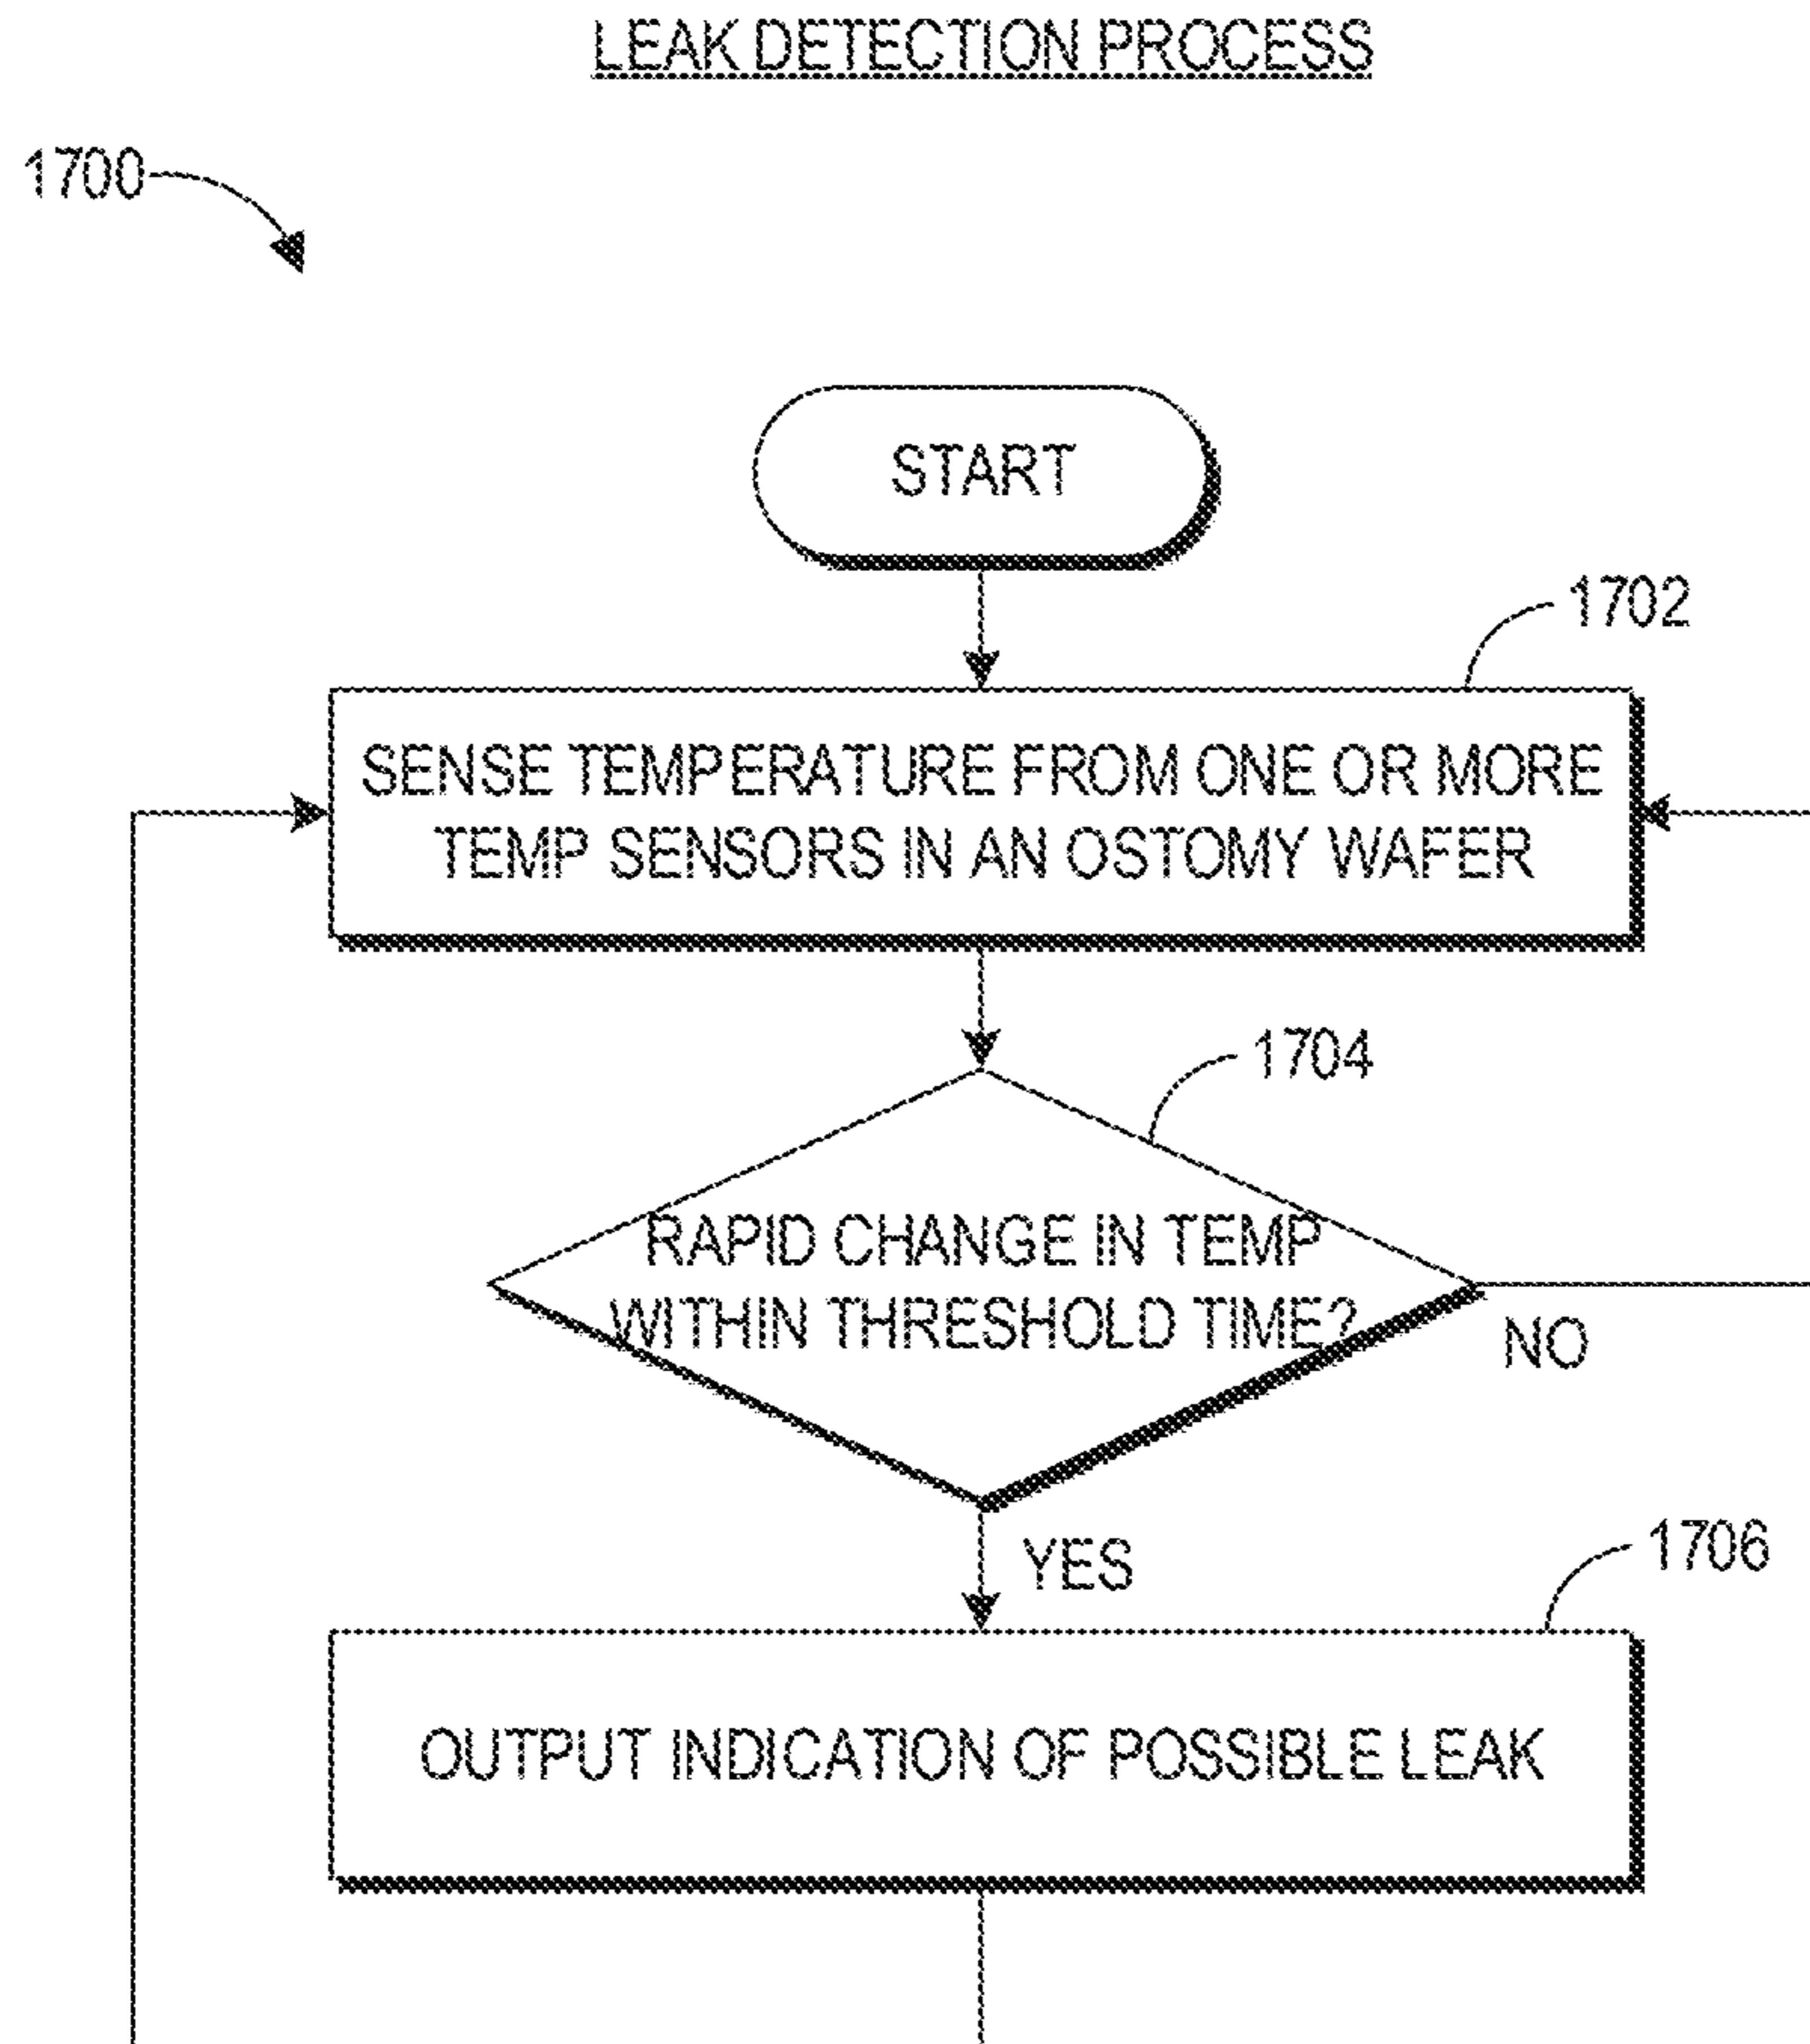 LEAK DETECTION PROCESS
1700
START
1702
SENSE TEMPERATURE FROM ONE OR MORE
TEMP SENSORS IN AN OSTOMY WAFER
1704
RAPID CHANGE IN TEMP
WITHIN THRESHOLD TIME?
NO
YES
1706
OUTPUT INDICATION OF POSSIBLE LEAK